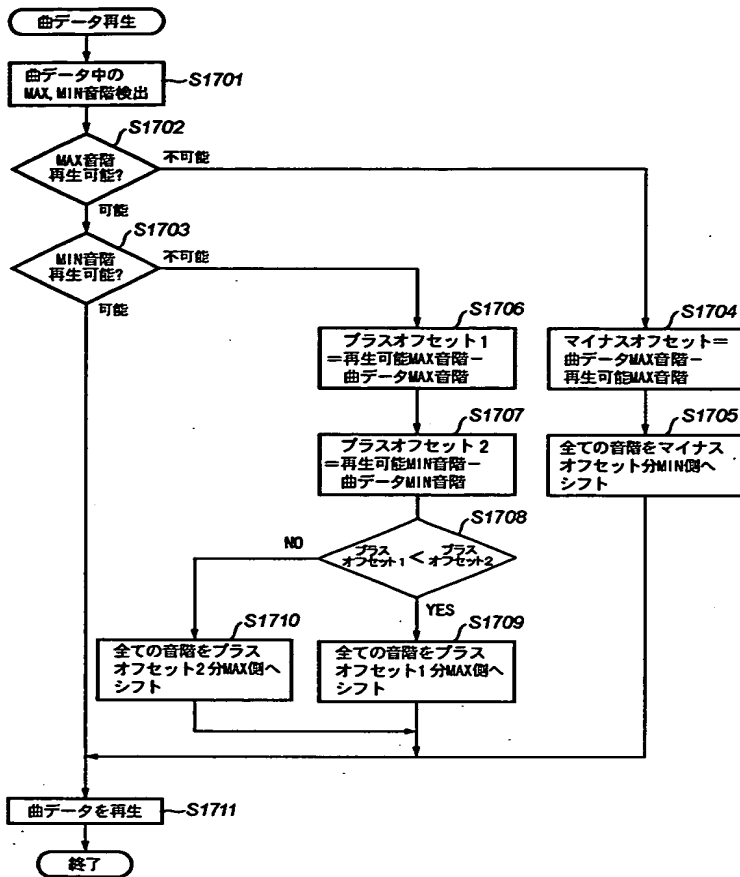 曲データ再生
曲データ中の
MAX,MIN音階検出
S1701
S1702
MAX音階
再生可能?
不可能
可能
S1703
MIN音階
再生可能?
不可能
可能
S1706
プラスオフセット1
=再生可能MAX音階−
曲データMAX音階
S1704
マイナスオフセット=
曲データMAX音階−
再生可能MAX音階
S1707
プラスオフセット2
=再生可能MIN音階−
曲データMIN音階
S1705
全ての音階をマイナス
オフセット分MIN側へ
シフト
S1708
プラス
オフセット1
<
プラス
オフセット2
NO
YES
S1710
全ての音階をプラス
オフセット2分MAX側へ
シフト
S1709
全ての音階をプラス
オフセット1分MAX側へ
シフト
曲データを再生
S1711
終了